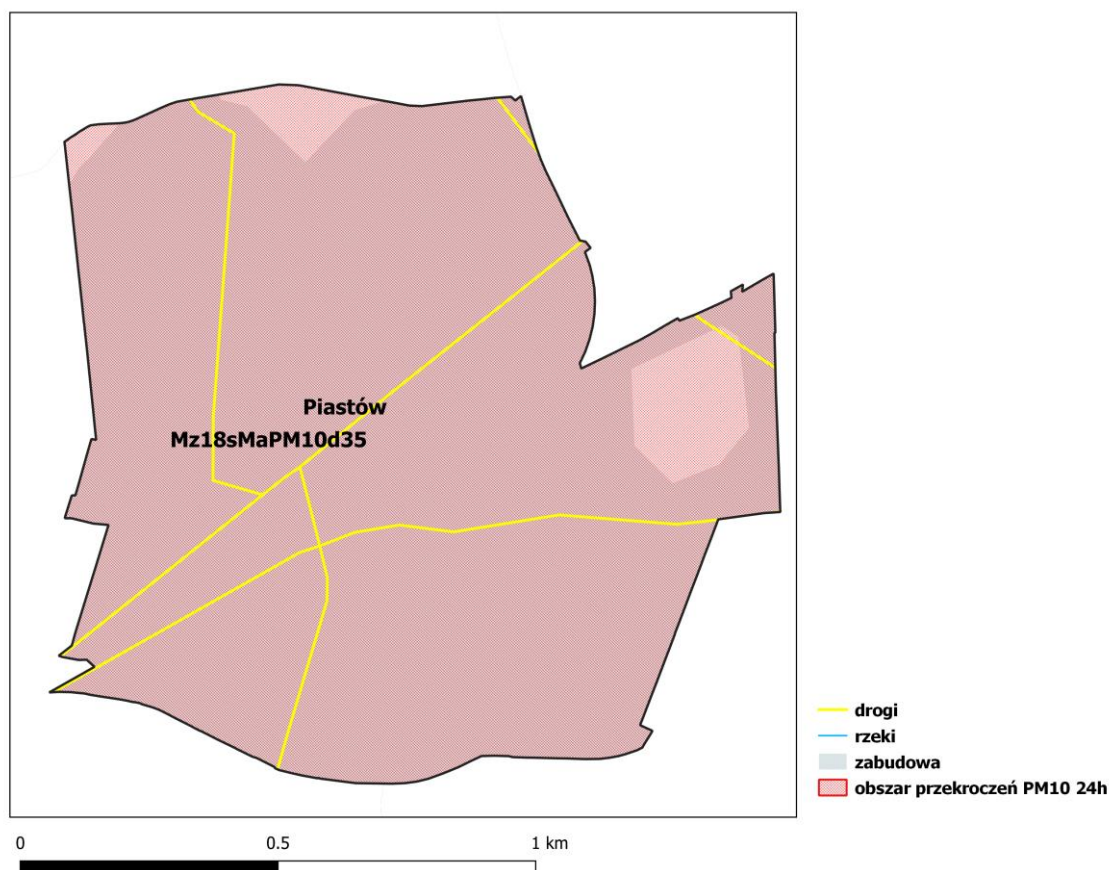 Piastów
Mz18sMaPM10d35
drogi
rzeki
zabudowa
obszar przekroczeń PM10 24h
0 0.5 1 km